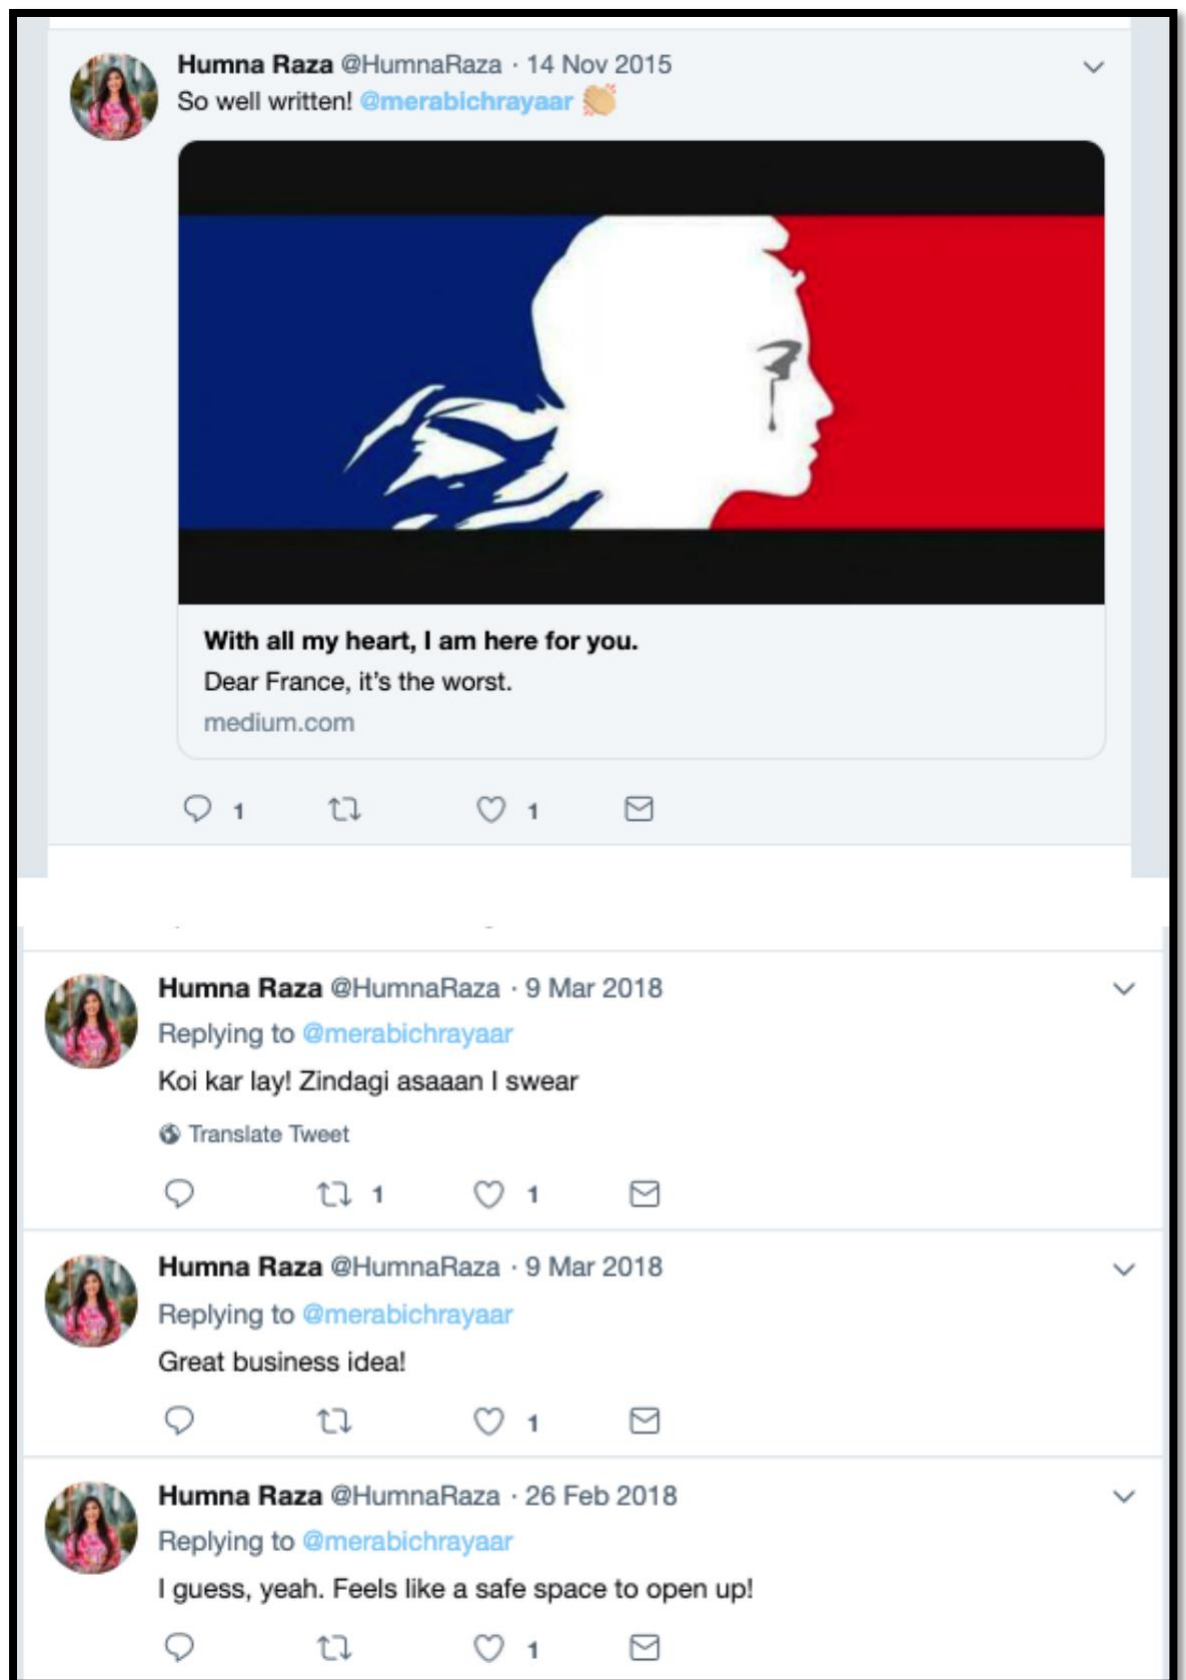 Humna Raza @HumnaRaza · 14 Nov 2015
So well written! @merabichrayaar 👏
With all my heart, I am here for you.
Dear France, it's the worst.
medium.com
1 1
Humna Raza @HumnaRaza · 9 Mar 2018
Replying to @merabichrayaar
Koi kar lay! Zindagi asaaan I swear
Translate Tweet
1 1
Humna Raza @HumnaRaza · 9 Mar 2018
Replying to @merabichrayaar
Great business idea!
1
Humna Raza @HumnaRaza · 26 Feb 2018
Replying to @merabichrayaar
I guess, yeah. Feels like a safe space to open up!
1